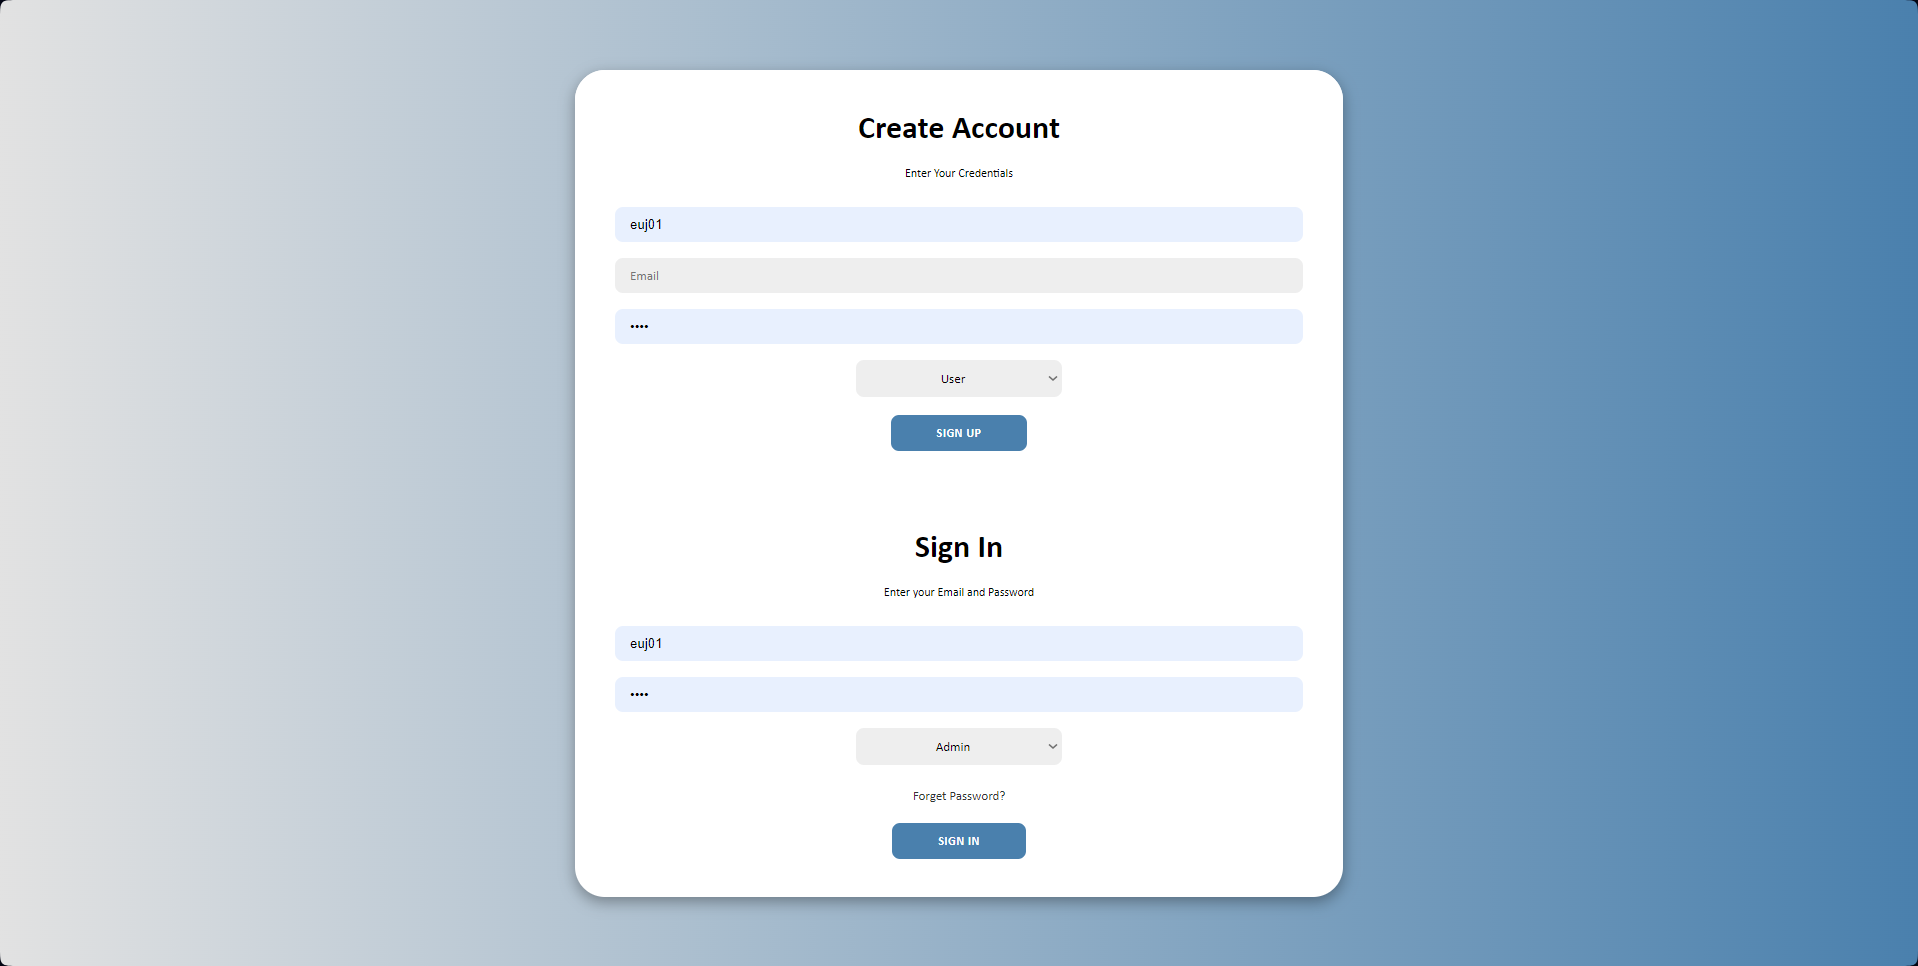 Create Account
Enter Your Credentials
euj01
Email
••••
User
SIGN UP
Sign In
Enter your Email and Password
euj01
••••
Admin
Forget Password?
SIGN IN